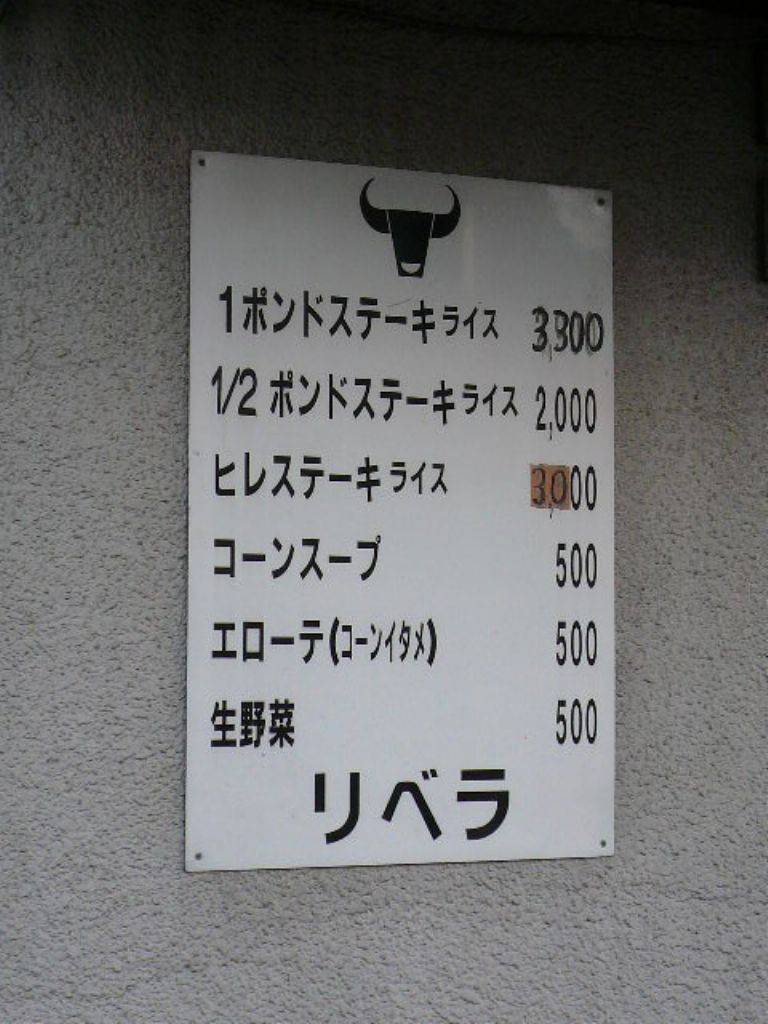 1ポンドステーキ ライス 3,300
1/2 ポンドステーキ ライス 2,000
ヒレステーキ ライス 3,000
コーンスープ 500
エローテ(コーンイタメ) 500
生野菜 500
リベラ